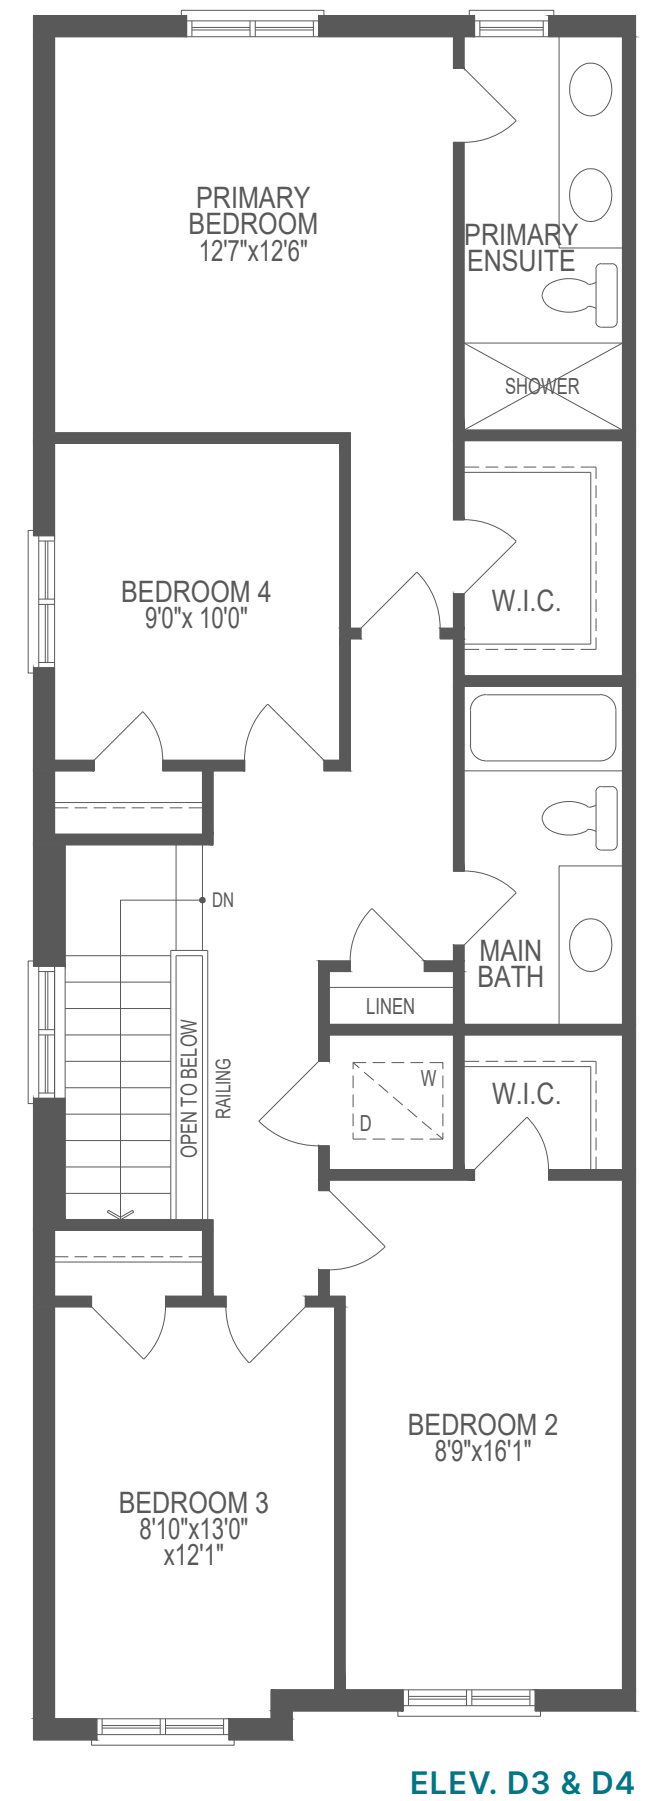 PRIMARY
BEDROOM
12'7"x12'6"
PRIMARY
ENSUITE
SHOWER
BEDROOM 4
9'0"x 10'0"
W.I.C.
DN
MAIN
BATH
LINEN
OPEN TO BELOW
RAILING
W
D
W.I.C.
BEDROOM 2
8'9"x16'1"
BEDROOM 3
8'10"x13'0"
x12'1"
ELEV. D3 & D4